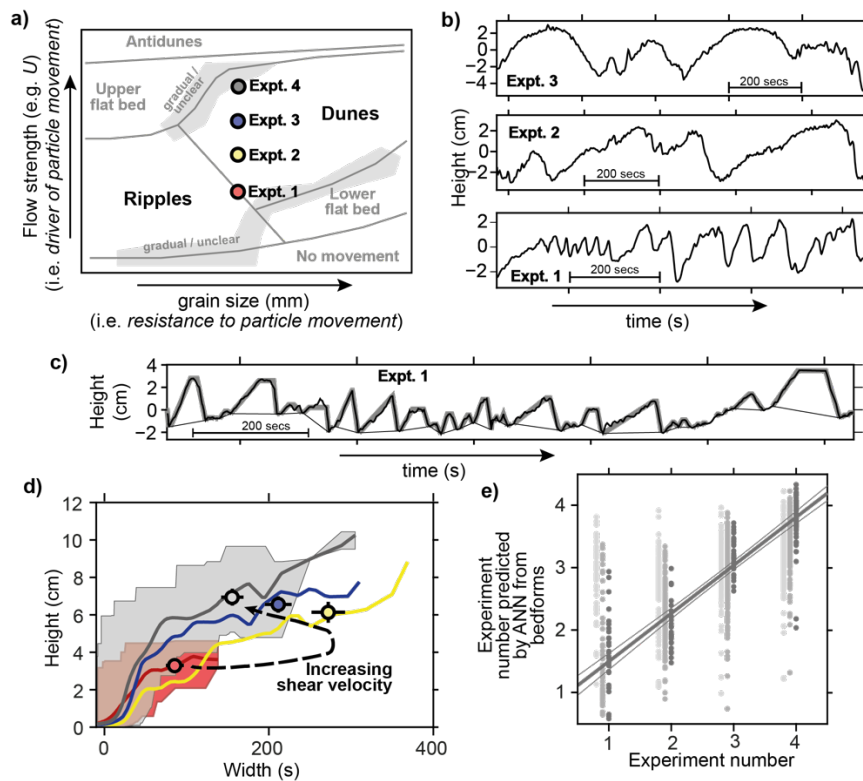 a)
Antidunes
Upper
flat bed
gradual /
unclear
Expt. 4
Expt. 3
Dunes
Expt. 2
Expt. 1
Ripples
Lower
flat bed
gradual / unclear
No movement
Flow strength (e.g. U)
(i.e. driver of particle movement)
grain size (mm)
(i.e. resistance to particle movement)
b)
2
0
−2
−4
Expt. 3
200 secs
2
0
−2
Expt. 2
200 secs
2
0
−2
Expt. 1
200 secs
Height (cm)
time (s)
c)
4
2
0
−2
Height
(cm)
Expt. 1
200 secs
time (s)
d)
12
10
8
6
4
2
0
Height (cm)
Increasing
shear velocity
0
200
400
Width (s)
e)
4
3
2
1
Experiment
number predicted
by ANN from
bedforms
1
2
3
4
Experiment number